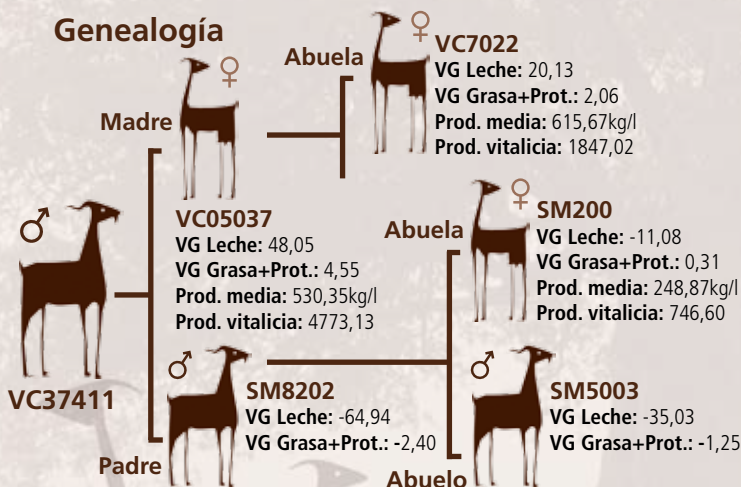 Genealogía
Abuela
VC7022
VG Leche: 20,13
VG Grasa+Prot.: 2,06
Prod. media: 615,67kg/l
Prod. vitalicia: 1847,02
Madre
VC05037
VG Leche: 48,05
VG Grasa+Prot.: 4,55
Prod. media: 530,35kg/l
Prod. vitalicia: 4773,13
Abuela
SM200
VG Leche: -11,08
VG Grasa+Prot.: 0,31
Prod. media: 248,87kg/l
Prod. vitalicia: 746,60
VC37411
SM8202
VG Leche: -64,94
VG Grasa+Prot.: -2,40
Padre
SM5003
VG Leche: -35,03
VG Grasa+Prot.: -1,25
Abuelo